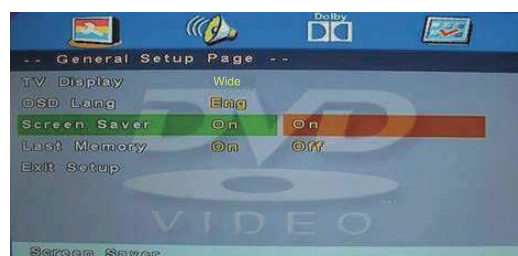 Dolby
-- General Setup Page --
TV Display Wide
OSD Lang Eng
Screen Saver On On
Last Memory On Off
Exit Setup
DVD
VIDEO
Screen Saver